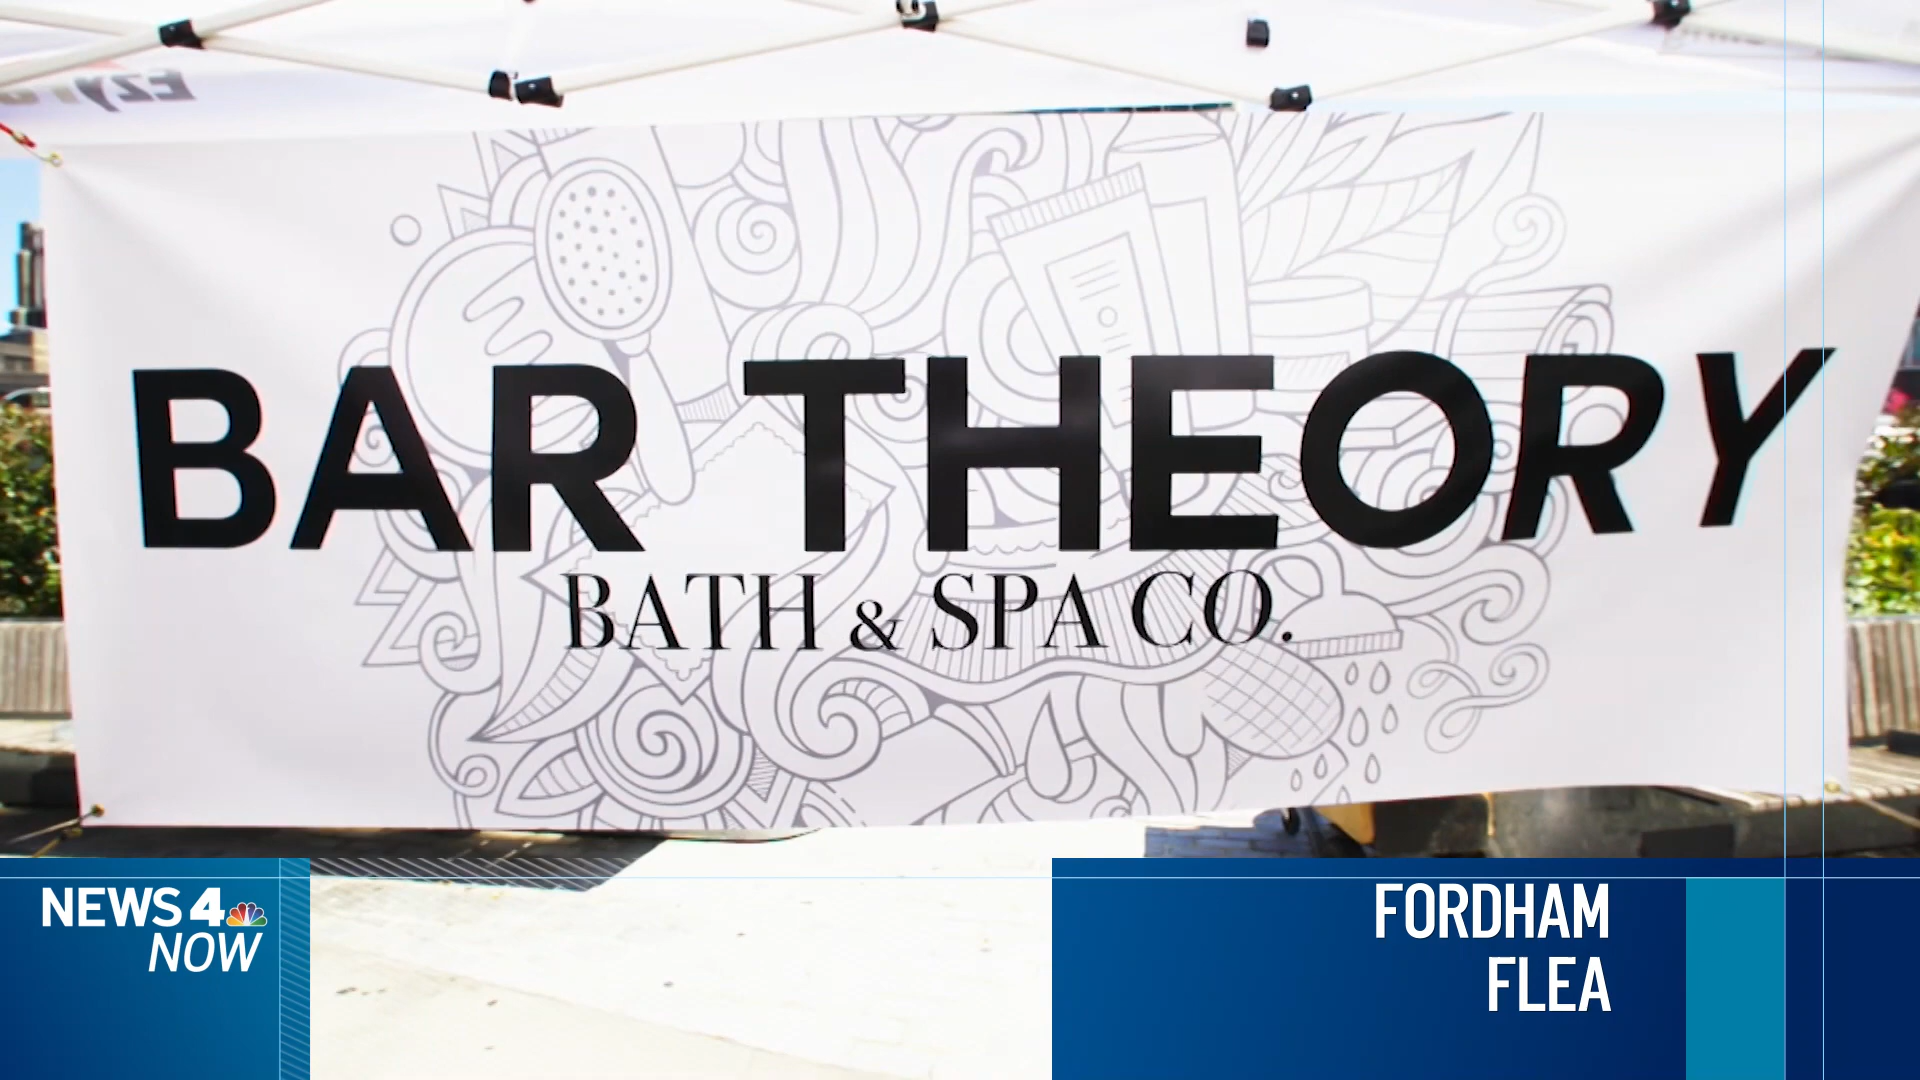 BAR THEORY
BATH & SPA CO.
NEWS 4
NOW
FORDHAM
FLEA